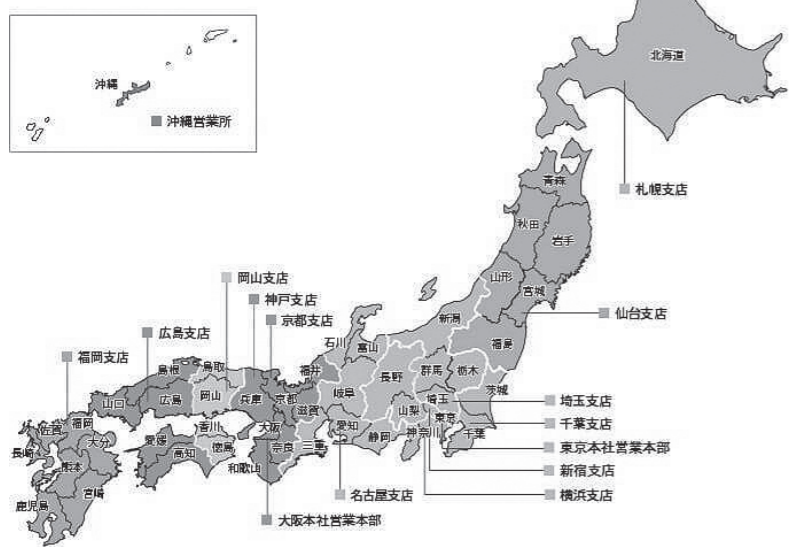 北海道
沖縄
沖縄営業所
青森
札幌支店
秋田
岩手
山形
宮城
岡山支店
神戸支店
仙台支店
京都支店
新潟
広島支店
石川
富山
福島
福岡支店
島根
鳥取
福井
長野
群馬
栃木
茨城
岐阜
山口
広島
岡山
兵庫
京都
滋賀
山梨
埼玉
埼玉支店
東京
佐賀
福岡
香川
大阪
愛知
静岡
神奈川
千葉
千葉支店
大分
愛媛
高知
徳島
奈良
三重
東京本社営業本部
長崎
熊本
和歌山
新宿支店
宮崎
名古屋支店
横浜支店
鹿児島
大阪本社営業本部